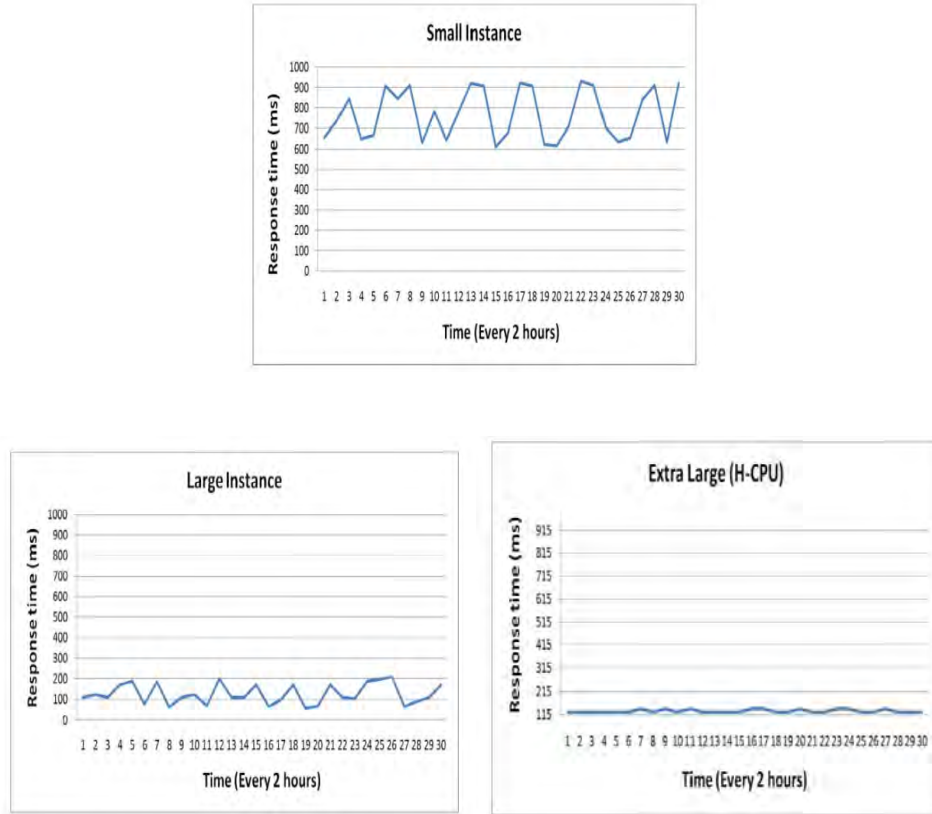 Small Instance
Response time (ms)
1000
900
800
700
600
500
400
300
200
100
0
1 2 3 4 5 6 7 8 9 10 11 12 13 14 15 16 17 18 19 20 21 22 23 24 25 26 27 28 29 30
Time (Every 2 hours)
Large Instance
Response time (ms)
1000
900
800
700
600
500
400
300
200
100
0
1 2 3 4 5 6 7 8 9 10 11 12 13 14 15 16 17 18 19 20 21 22 23 24 25 26 27 28 29 30
Time (Every 2 hours)
Extra Large (H-CPU)
Response time (ms)
915
815
715
615
515
415
315
215
115
1 2 3 4 5 6 7 8 9 10 11 12 13 14 15 16 17 18 19 20 21 22 23 24 25 26 27 28 29 30
Time (Every 2 hours)